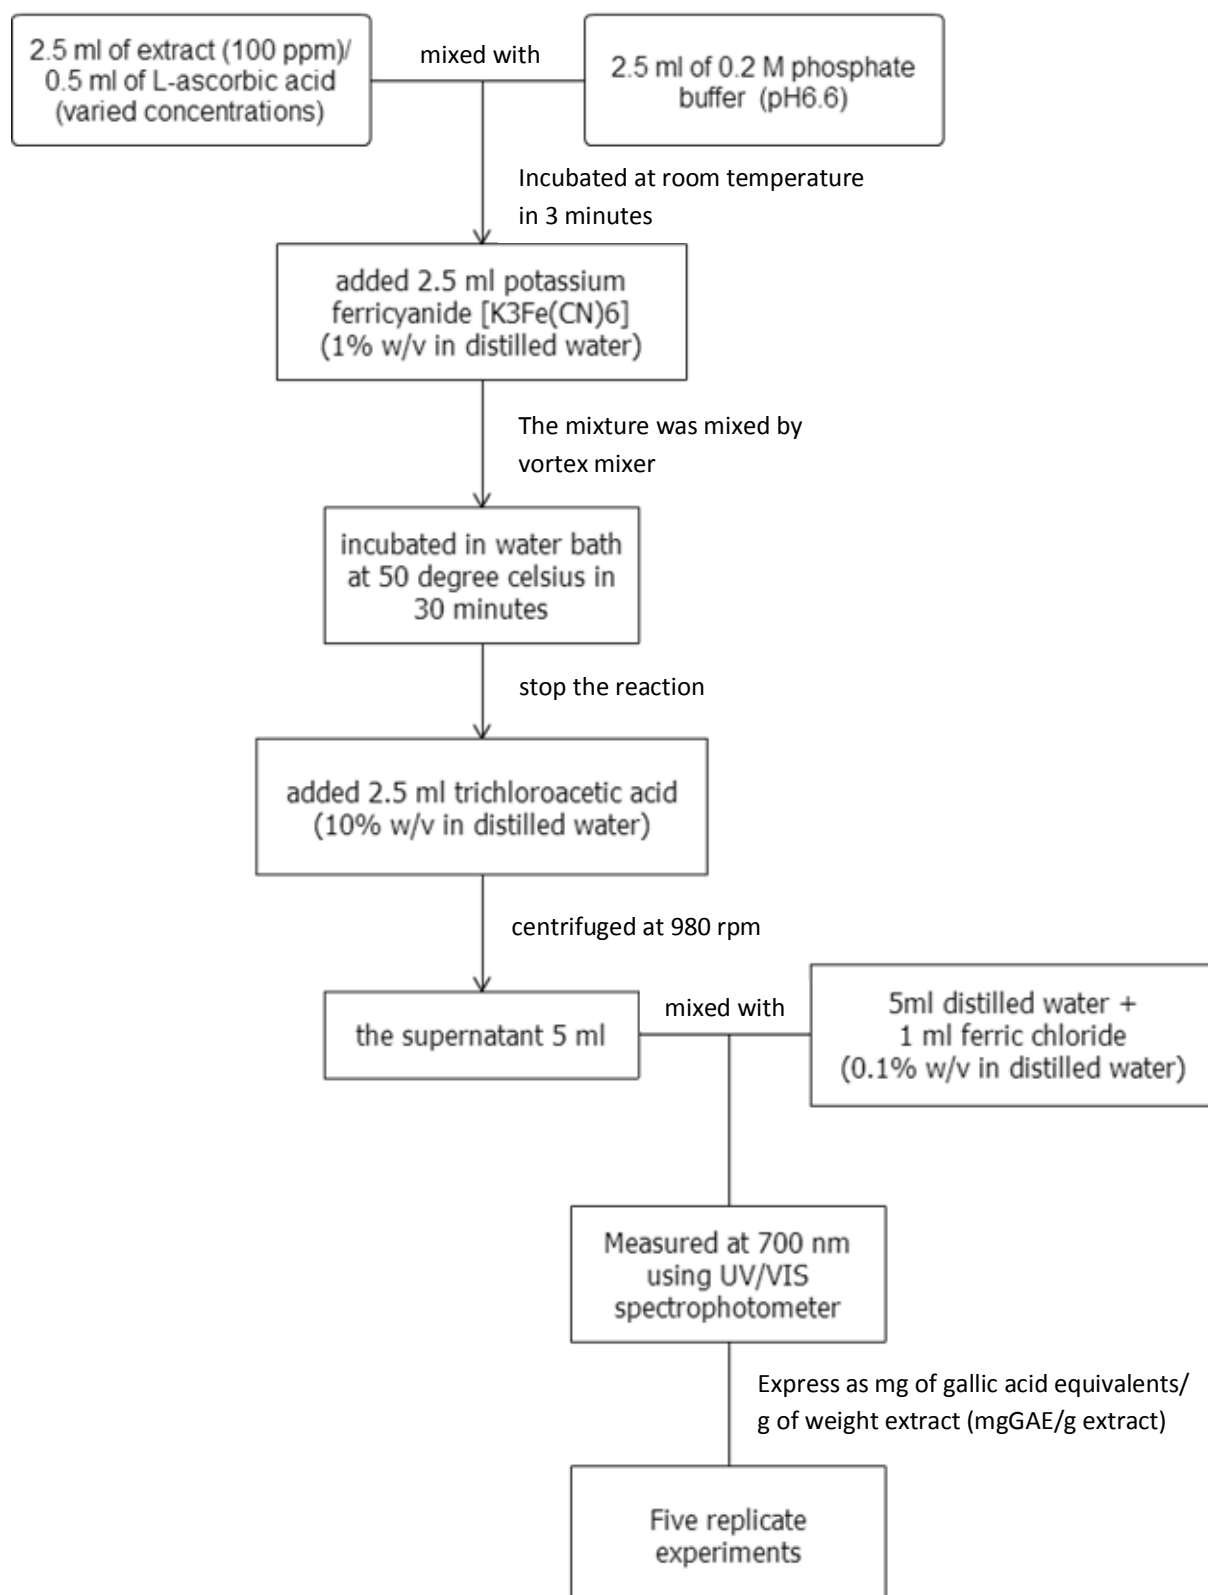 2.5 ml of extract (100 ppm)/
0.5 ml of L-ascorbic acid
(varied concentrations)
mixed with
2.5 ml of 0.2 M phosphate
buffer (pH6.6)
Incubated at room temperature
in 3 minutes
added 2.5 ml potassium
ferricyanide [K3Fe(CN)6]
(1% w/v in distilled water)
The mixture was mixed by
vortex mixer
incubated in water bath
at 50 degree celsius in
30 minutes
stop the reaction
added 2.5 ml trichloroacetic acid
(10% w/v in distilled water)
centrifuged at 980 rpm
the supernatant 5 ml
mixed with
5ml distilled water +
1 ml ferric chloride
(0.1% w/v in distilled water)
Measured at 700 nm
using UV/VIS
spectrophotometer
Express as mg of gallic acid equivalents/
g of weight extract (mgGAE/g extract)
Five replicate
experiments